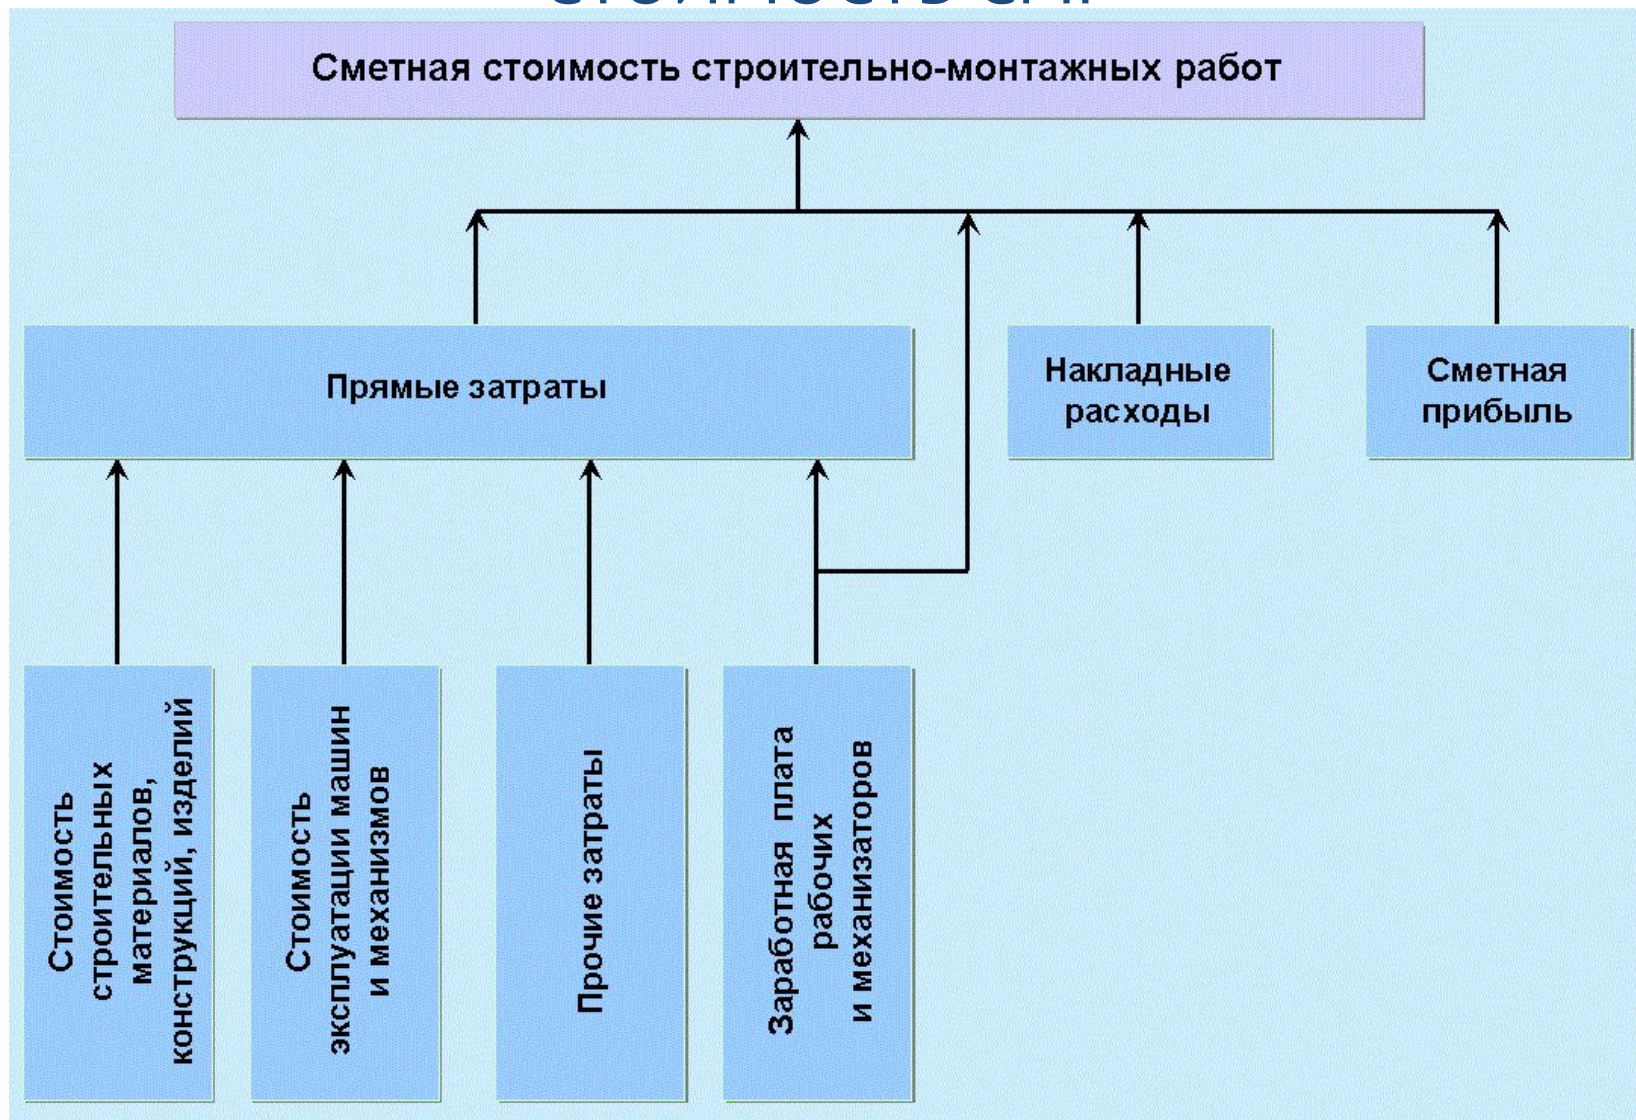 Сметная стоимость строительно-монтажных работ
Прямые затраты
Накладные
расходы
Сметная
прибыль
Стоимость
строительных
материалов,
конструкций, изделий
Стоимость
эксплуатации машин
и механизмов
Прочие затраты
Заработная плата
рабочих
и механизаторов